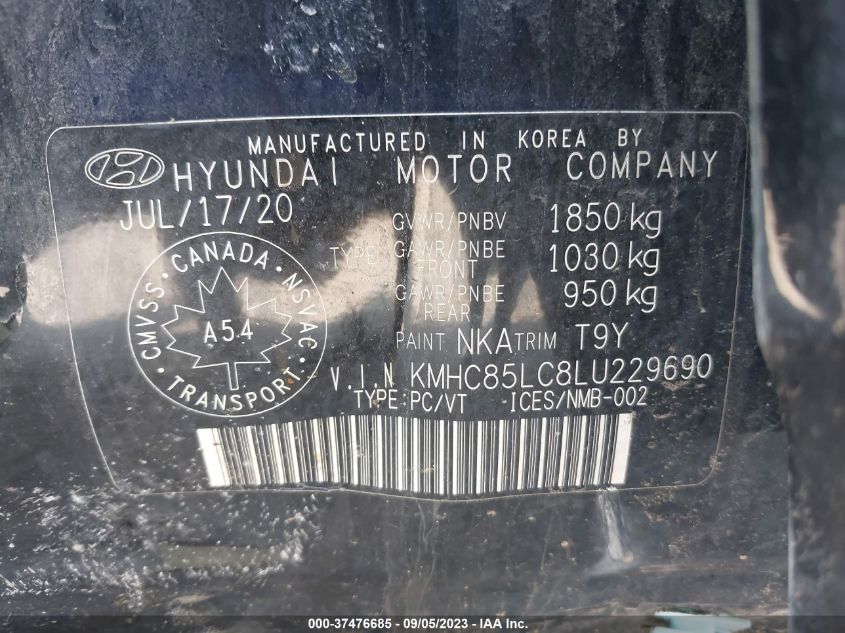 MANUFACTURED IN KOREA BY
HYUNDAI MOTOR COMPANY
JUL/17/20
GVWR/PNBV 1850 kg
TYPE GAWR/PNBE FRONT 1030 kg
GAWR/PNBE REAR 950 kg
CMVSS · CANADA · NSVAC · TRANSPORT ·
A5.4
PAINT NKA TRIM T9Y
V.I.N KMHC85LC8LU229690
TYPE:PC/VT ICES/NMB-002
000-37476685 - 09/05/2023 - IAA Inc.